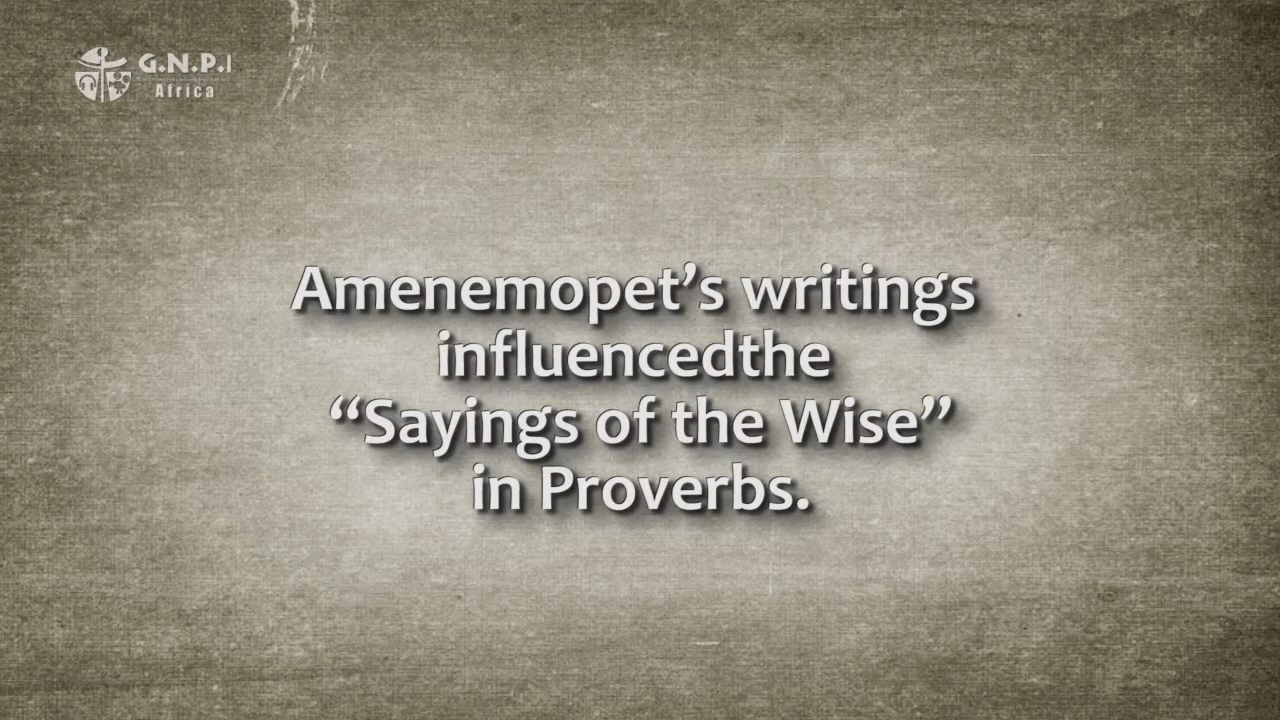 G.N.P.I
Africa
Amenemopet’s writings
influencedthe
“Sayings of the Wise”
in Proverbs.